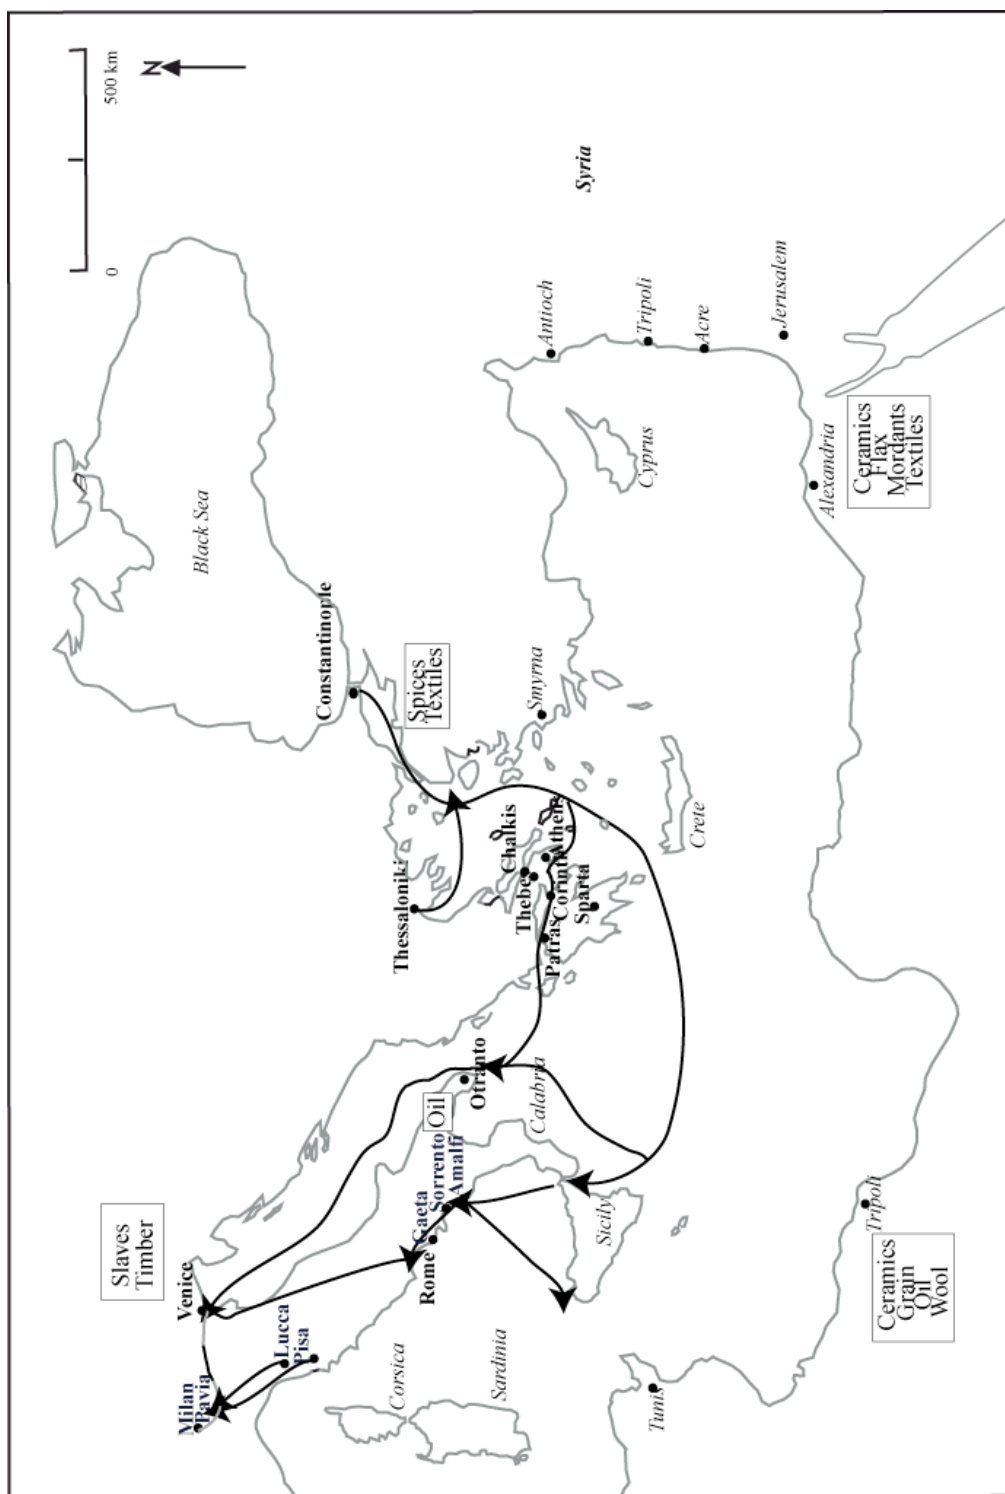 Slaves
Timber
Venice
Milan
Pavia
Lucca
Pisa
Corsica
Sardinia
Rome
Gaeta
Sorrento
Amalfi
Oil
Otranto
Calabria
Sicily
Thessaloniki
Chalkis
Thebes
Athens
Corinth
Patras
Sparta
Constantinople
Spices
Textiles
Black Sea
Smyrna
Crete
Cyprus
Antioch
Tripoli
Acre
Jerusalem
Syria
Alexandria
Ceramics
Flax
Mordants
Textiles
Tunis
Tripoli
Ceramics
Grain
Oil
Wool
0
500 km
N